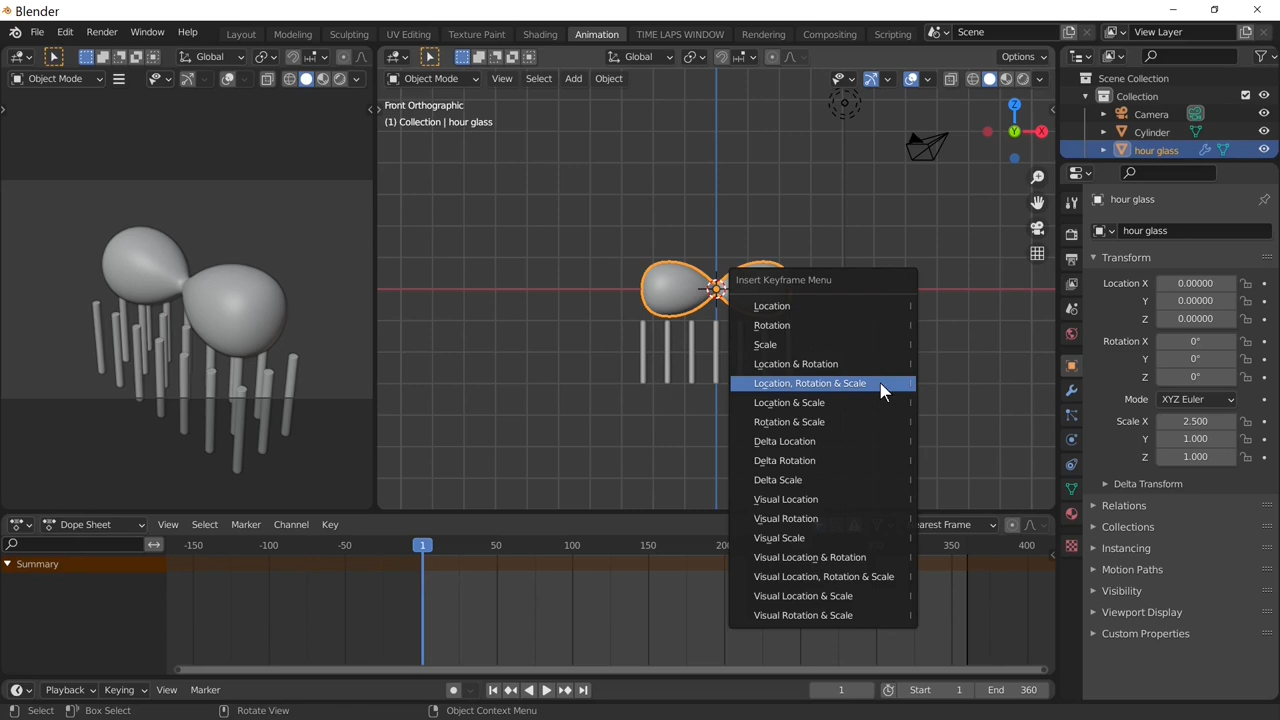 Blender
File Edit Render Window Help Layout Modeling Sculpting UV Editing Texture Paint Shading Animation TIME LAPS WINDOW Rendering Compositing Scripting Scene View Layer
Global Global Options
Object Mode Object Mode View Select Add Object
Scene Collection
Collection
Camera
Cylinder
hour glass
Front Orthographic
(1) Collection | hour glass
Z
Y
X
hour glass
hour glass
Transform
Location X 0.00000
Y 0.00000
Z 0.00000
Rotation X 0°
Y 0°
Z 0°
Mode XYZ Euler
Scale X 2.500
Y 1.000
Z 1.000
Delta Transform
Relations
Collections
Instancing
Motion Paths
Visibility
Viewport Display
Custom Properties
Insert Keyframe Menu
Location I
Rotation I
Scale I
Location & Rotation I
Location, Rotation & Scale I
Location & Scale I
Rotation & Scale I
Delta Location I
Delta Rotation I
Delta Scale I
Visual Location I
Visual Rotation I
Visual Scale I
Visual Location & Rotation I
Visual Location, Rotation & Scale I
Visual Location & Scale I
Visual Rotation & Scale I
Dope Sheet View Select Marker Channel Key Frame
-150 -100 -50 1 50 100 150 350 400
Summary
Playback Keying View Marker 1 Start 1 End 360
Select Box Select Rotate View Object Context Menu